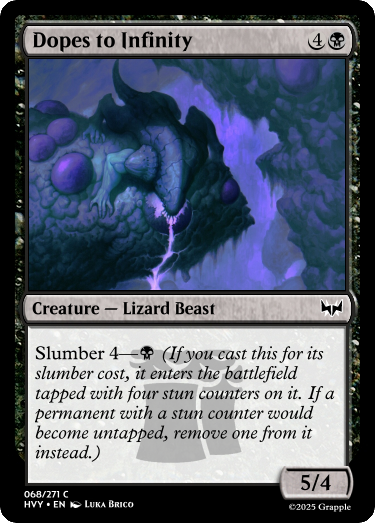 Dopes to Infinity 4
Creature — Lizard Beast
Slumber 4— (If you cast this for its
slumber cost, it enters the battlefield
tapped with four stun counters on it. If a
permanent with a stun counter would
become untapped, remove one from it
instead.)
5/4
068/271 C
HVY • EN Luka Brico
©2025 Grapple